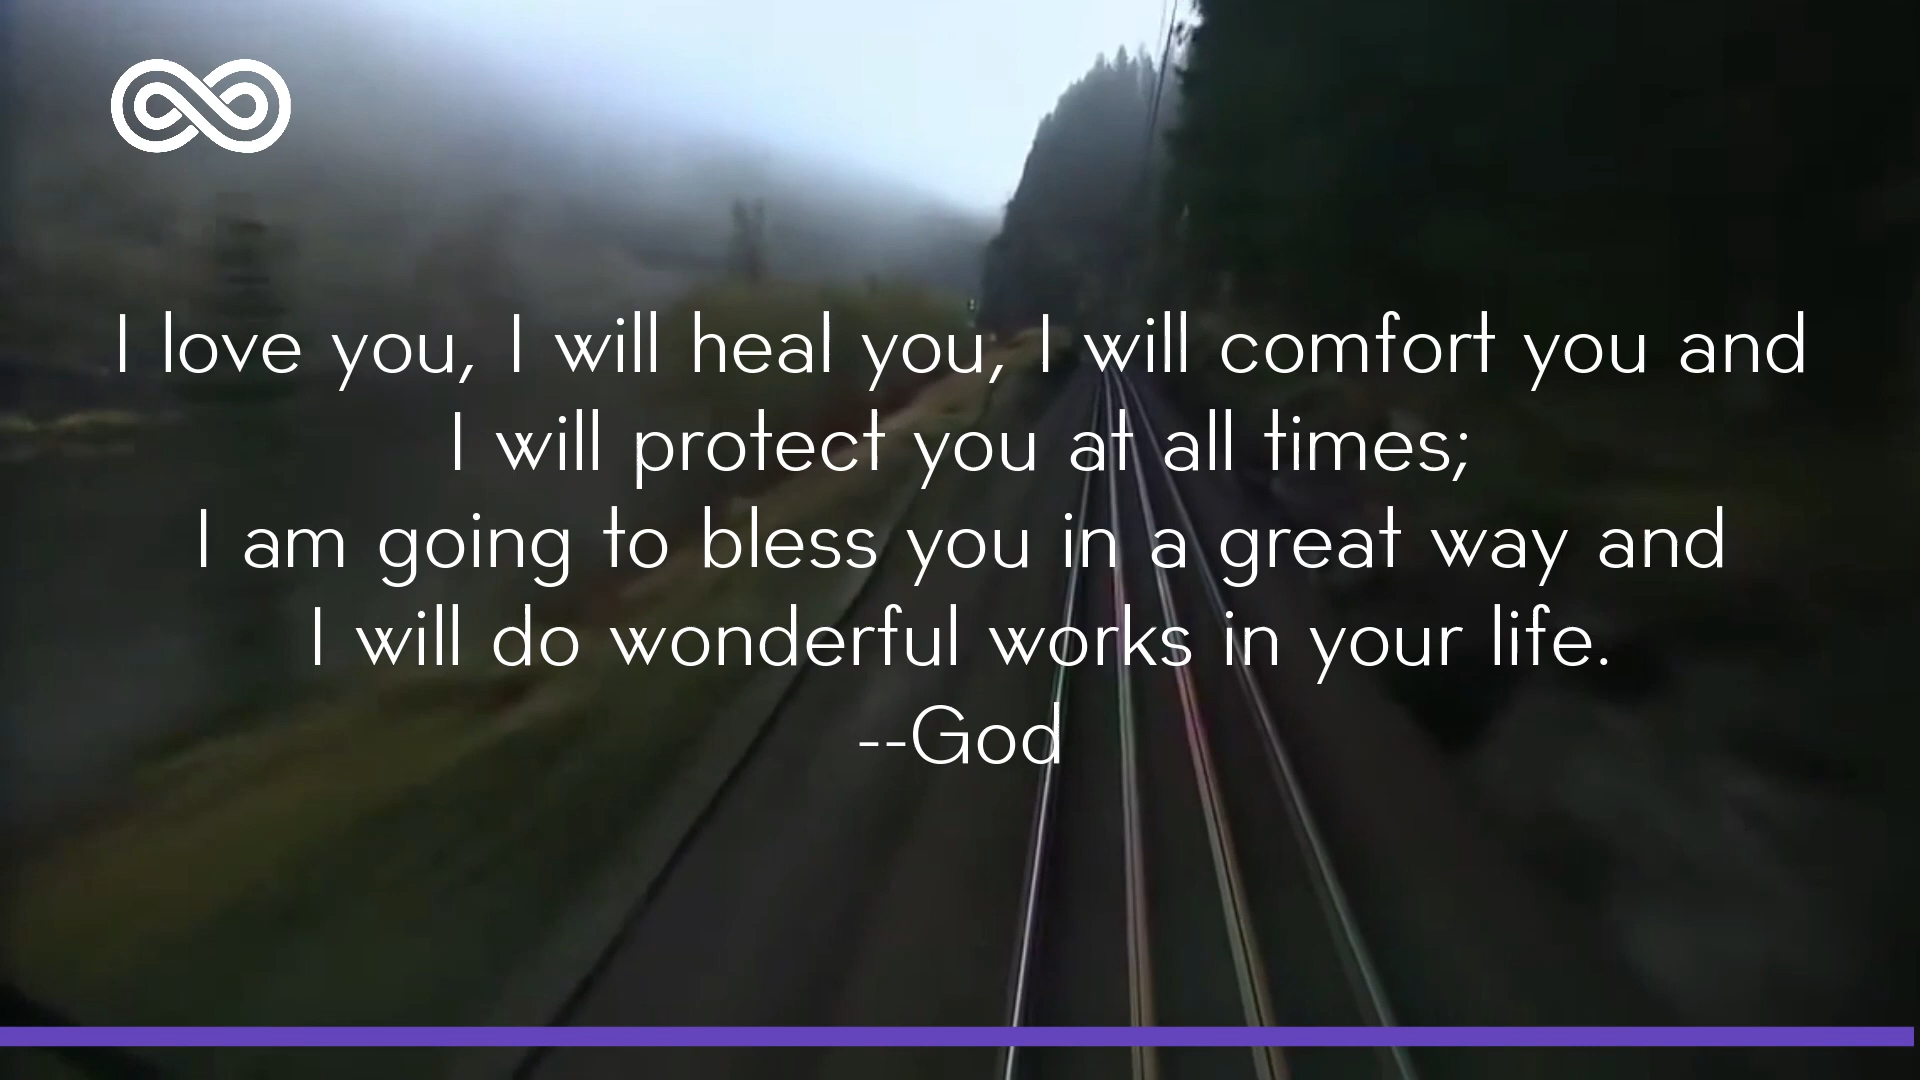 I love you, I will heal you, I will comfort you and
I will protect you at all times;
I am going to bless you in a great way and
I will do wonderful works in your life.
--God